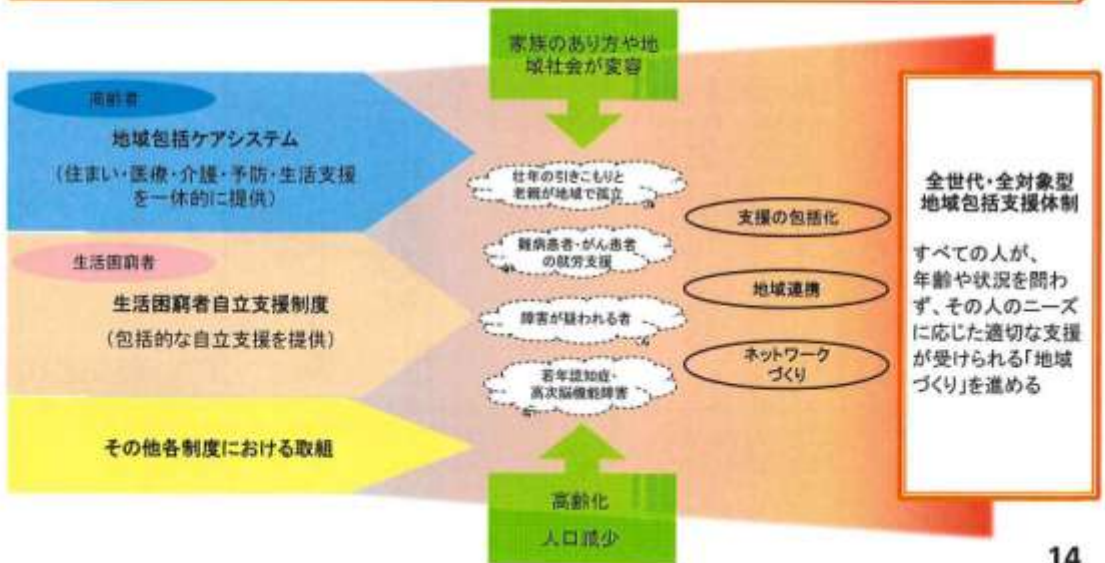 家族のあり方や地
域社会が変容
高齢者
地域包括ケアシステム
(住まい・医療・介護・予防・生活支援
を一体的に提供)
生活困窮者
生活困窮者自立支援制度
(包括的な自立支援を提供)
その他各制度における取組
壮年の引きこもりと
老親が地域で孤立
難病患者・がん患者
の就労支援
障害が疑われる者
若年認知症・
高次脳機能障害
高齢化
人口減少
支援の包括化
地域連携
ネットワーク
づくり
全世代・全対象型
地域包括支援体制
すべての人が、
年齢や状況を問わ
ず、その人のニーズ
に応じた適切な支援
が受けられる「地域
づくり」を進める
14